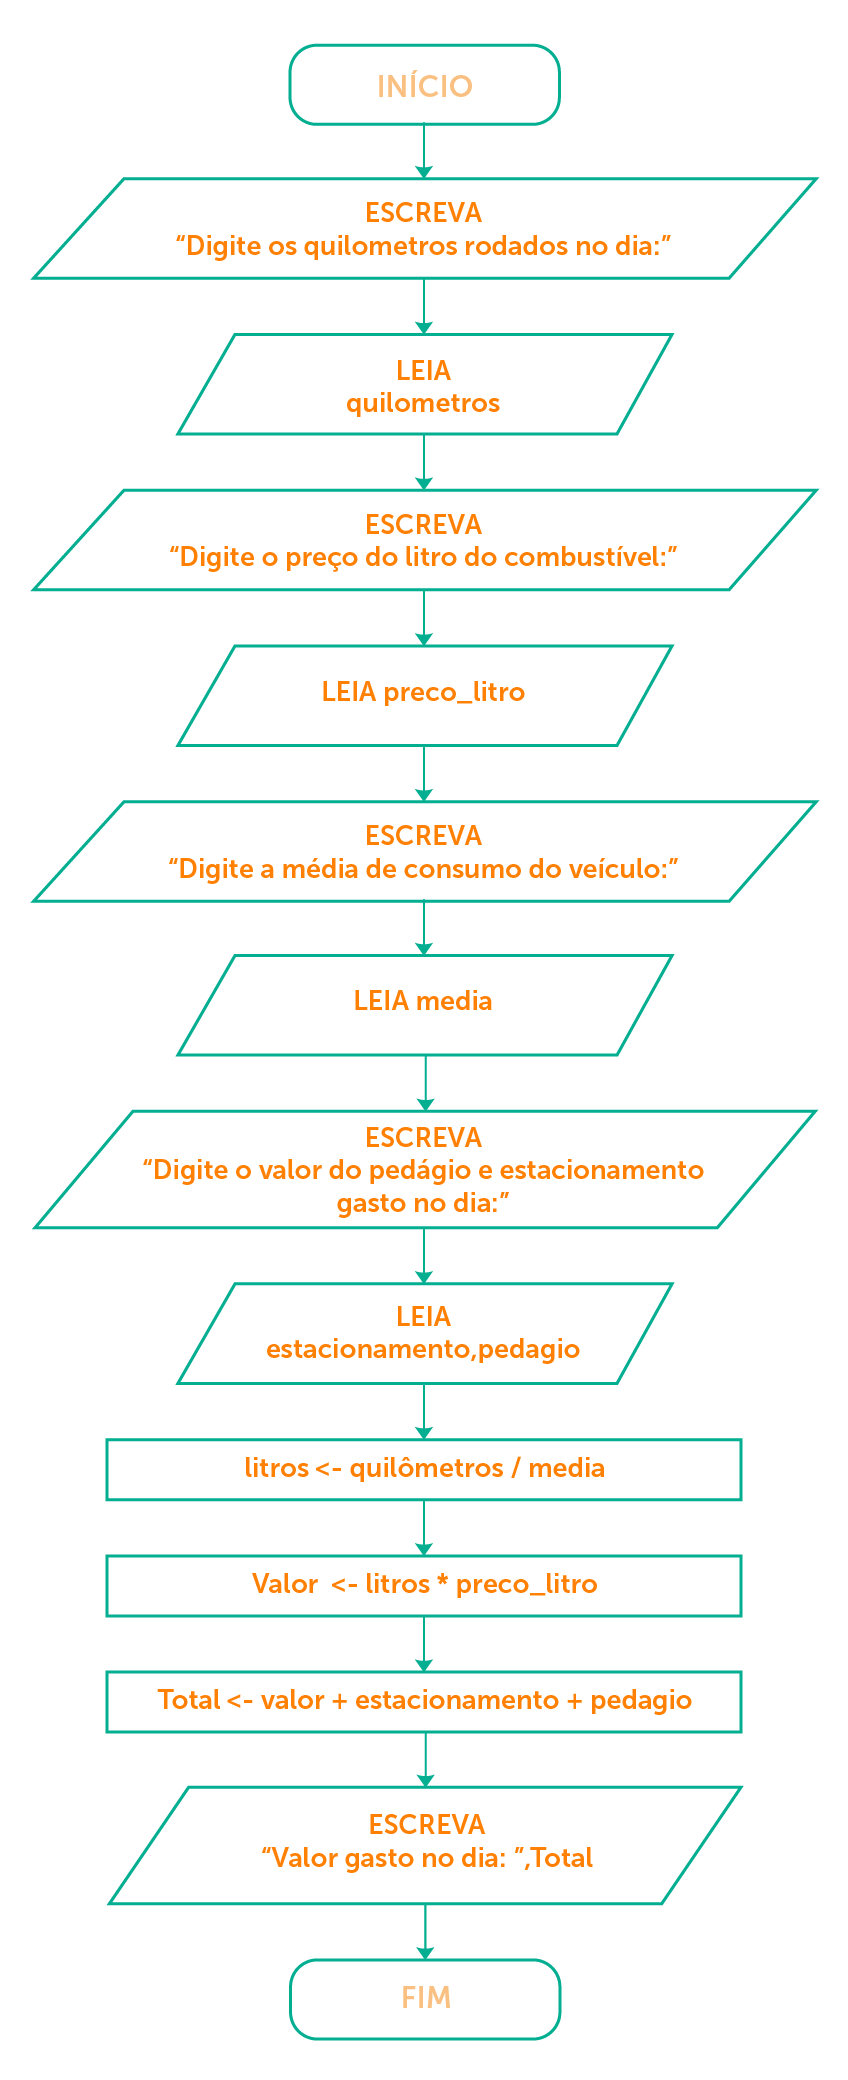 INÍCIO
ESCREVA
“Digite os quilometros rodados no dia:”
LEIA
quilometros
ESCREVA
“Digite o preço do litro do combustível:”
LEIA preco_litro
ESCREVA
“Digite a média de consumo do veículo:”
LEIA media
ESCREVA
“Digite o valor do pedágio e estacionamento
gasto no dia:”
LEIA
estacionamento,pedagio
litros <- quilômetros / media
Valor  <- litros * preco_litro
Total <- valor + estacionamento + pedagio
ESCREVA
“Valor gasto no dia: ”,Total
FIM